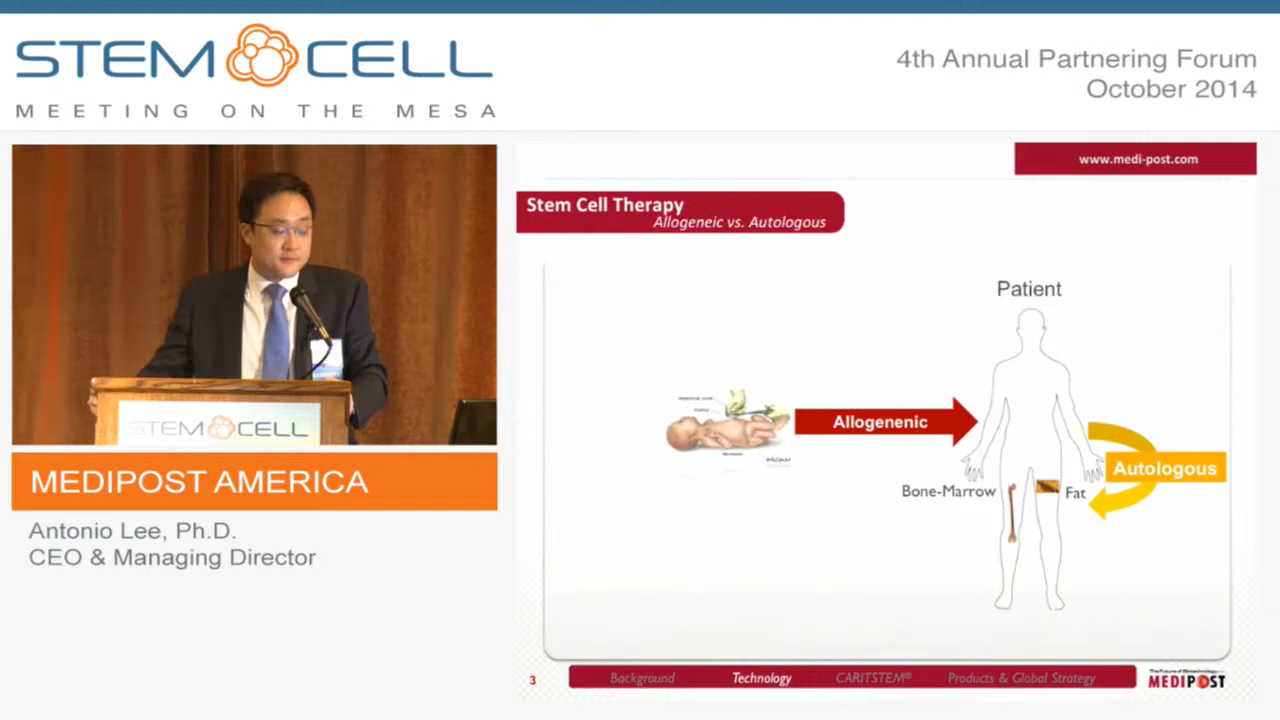 STEM CELL
MEETING ON THE MESA
4th Annual Partnering Forum
October 2014
STEM CELL
MEDIPOST AMERICA
Antonio Lee, Ph.D.
CEO & Managing Director
www.medi-post.com
Stem Cell Therapy
Allogeneic vs. Autologous
Patient
Allogenenic
Autologous
Bone-Marrow
Fat
3
Background
Technology
CARITSTEM®
Products & Global Strategy
MEDIPOST